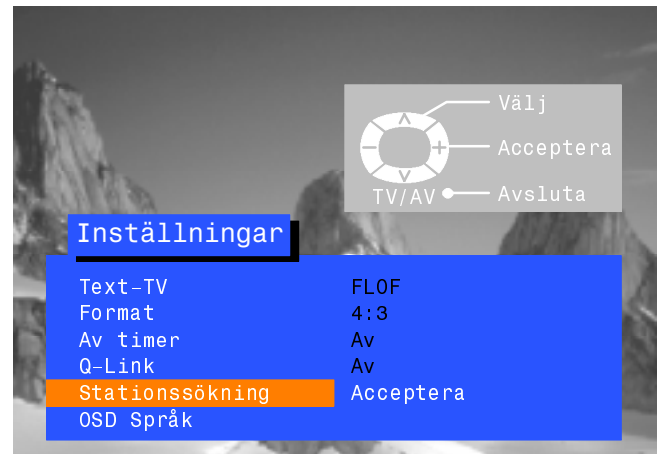 Välj
Acceptera
TV/AV Avsluta
Inställningar
Text-TV FLOF
Format 4:3
Av timer Av
Q-Link Av
Stationssökning Acceptera
OSD Språk